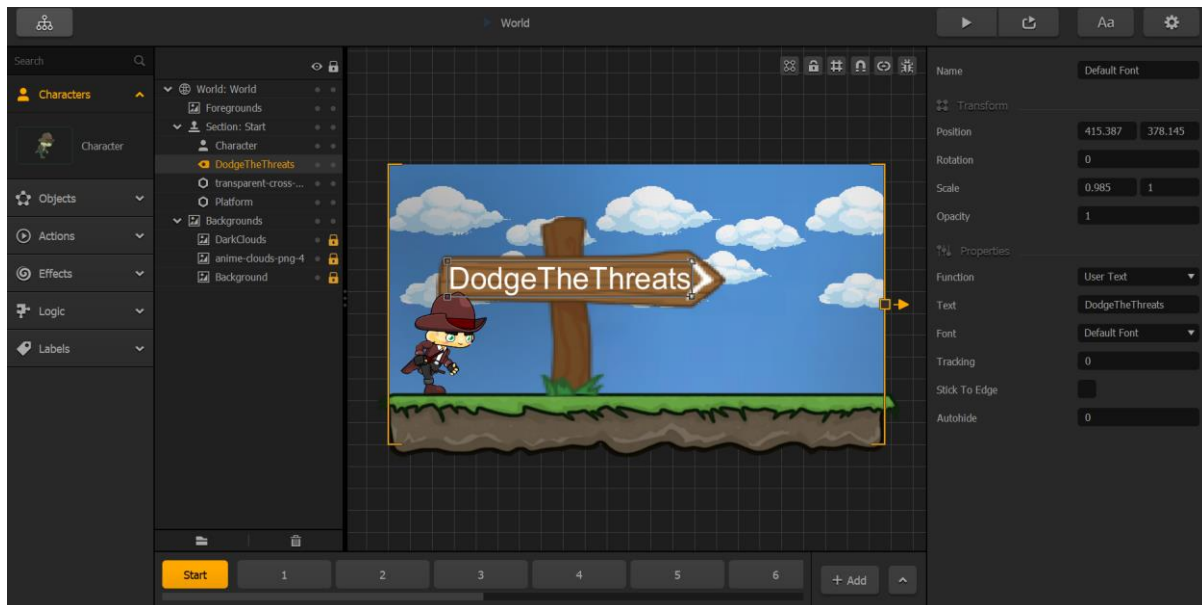 World
Aa
Search
Characters
Character
Objects
Actions
Effects
Logic
Labels
World: World
Foregrounds
Section: Start
Character
DodgeTheThreats
transparent-cross-...
Platform
Backgrounds
DarkClouds
anime-clouds-png-4
Background
DodgeTheThreats
Start 1 2 3 4 5 6 + Add
Name Default Font
Transform
Position 415.387 378.145
Rotation 0
Scale 0.985 1
Opacity 1
Properties
Function User Text
Text DodgeTheThreats
Font Default Font
Tracking 0
Stick To Edge
Autohide 0